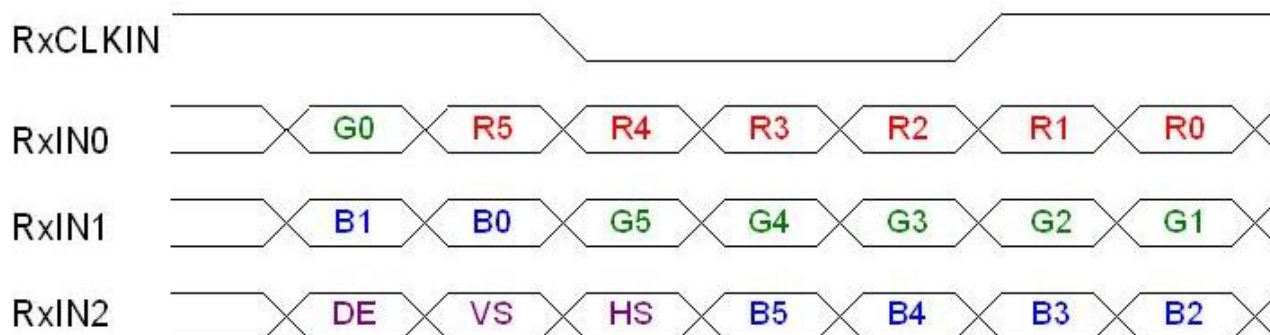 RxCLKIN
RxIN0 G0 R5 R4 R3 R2 R1 R0
RxIN1 B1 B0 G5 G4 G3 G2 G1
RxIN2 DE VS HS B5 B4 B3 B2